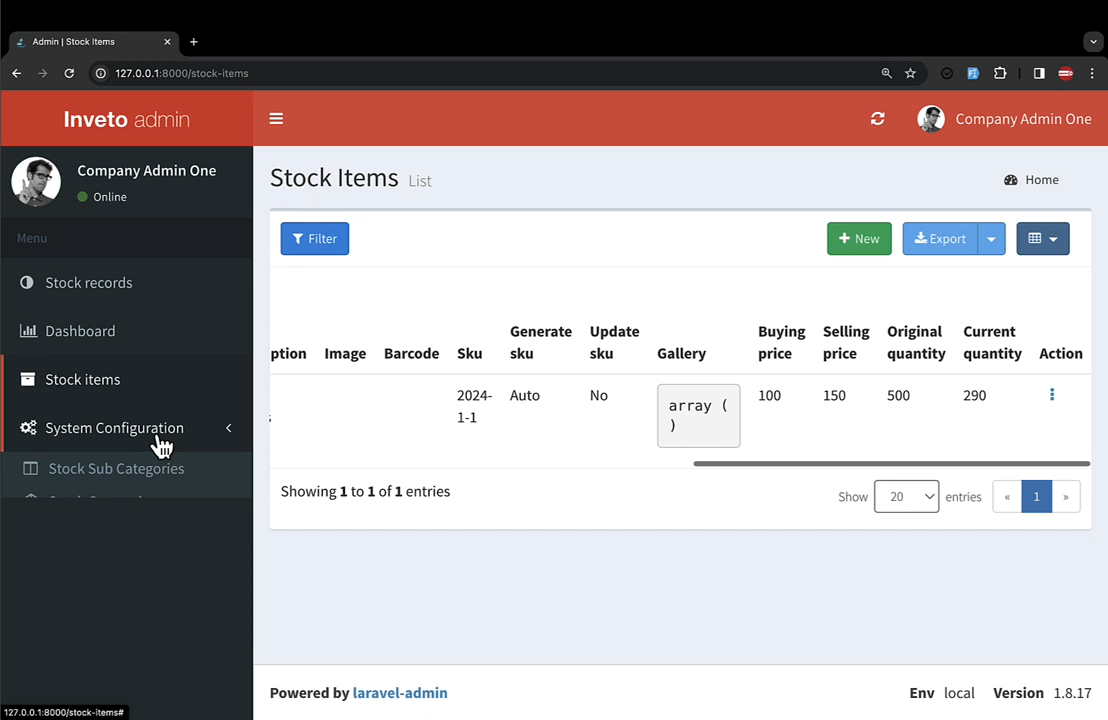 Admin | Stock Items
127.0.0.1:8000/stock-items
Inveto admin
Company Admin One
Company Admin One
Online
Menu
Stock records
Dashboard
Stock items
System Configuration
Stock Sub Categories
Stock Items List
Home
Filter
New
Export
ption Image Barcode Sku Generate sku Update sku Gallery Buying price Selling price Original quantity Current quantity Action
2024-1-1 Auto No array ( ) 100 150 500 290
Showing 1 to 1 of 1 entries
Show 20 entries « 1 »
Powered by laravel-admin
Env local Version 1.8.17
127.0.0.1:8000/stock-items#